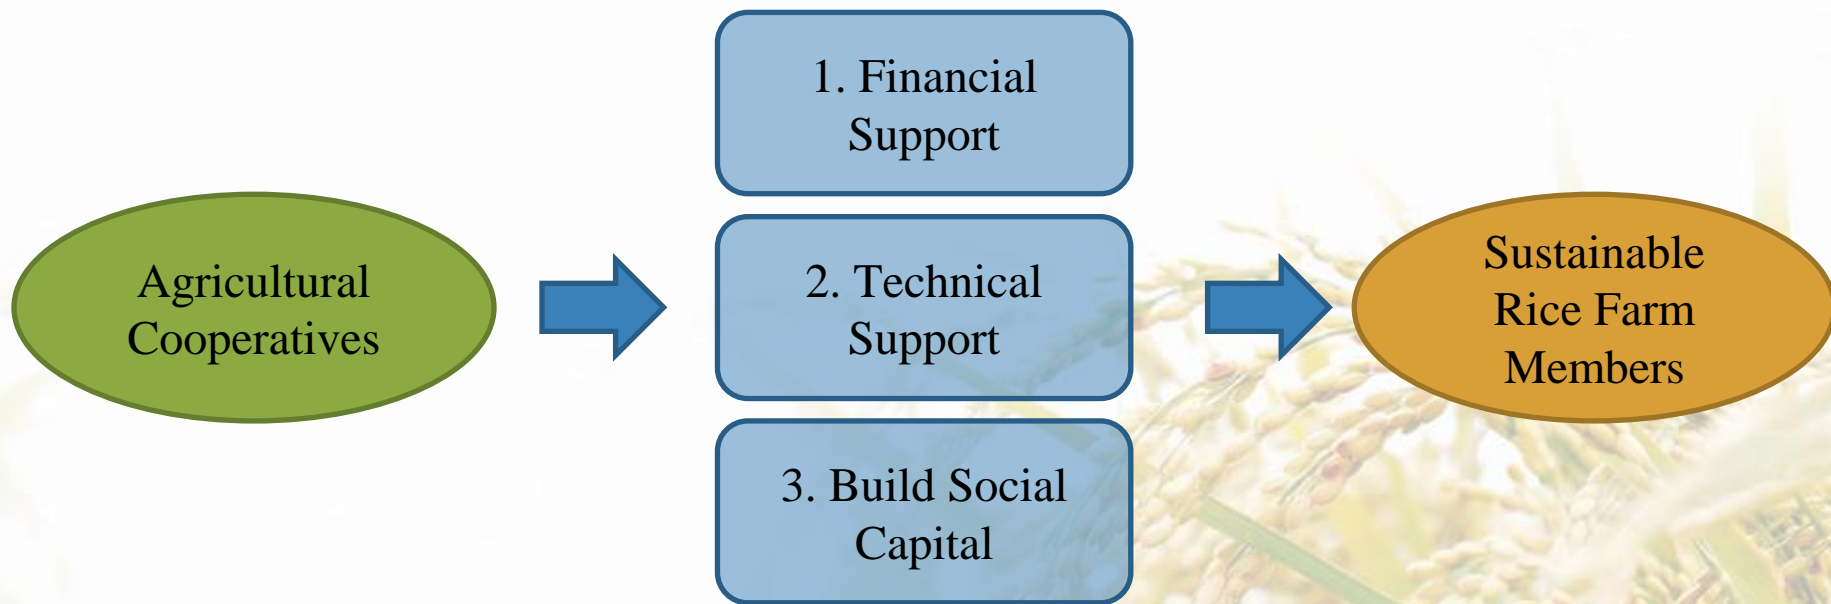 1. Financial
Support
Agricultural
Cooperatives
2. Technical
Support
Sustainable
Rice Farm
Members
3. Build Social
Capital